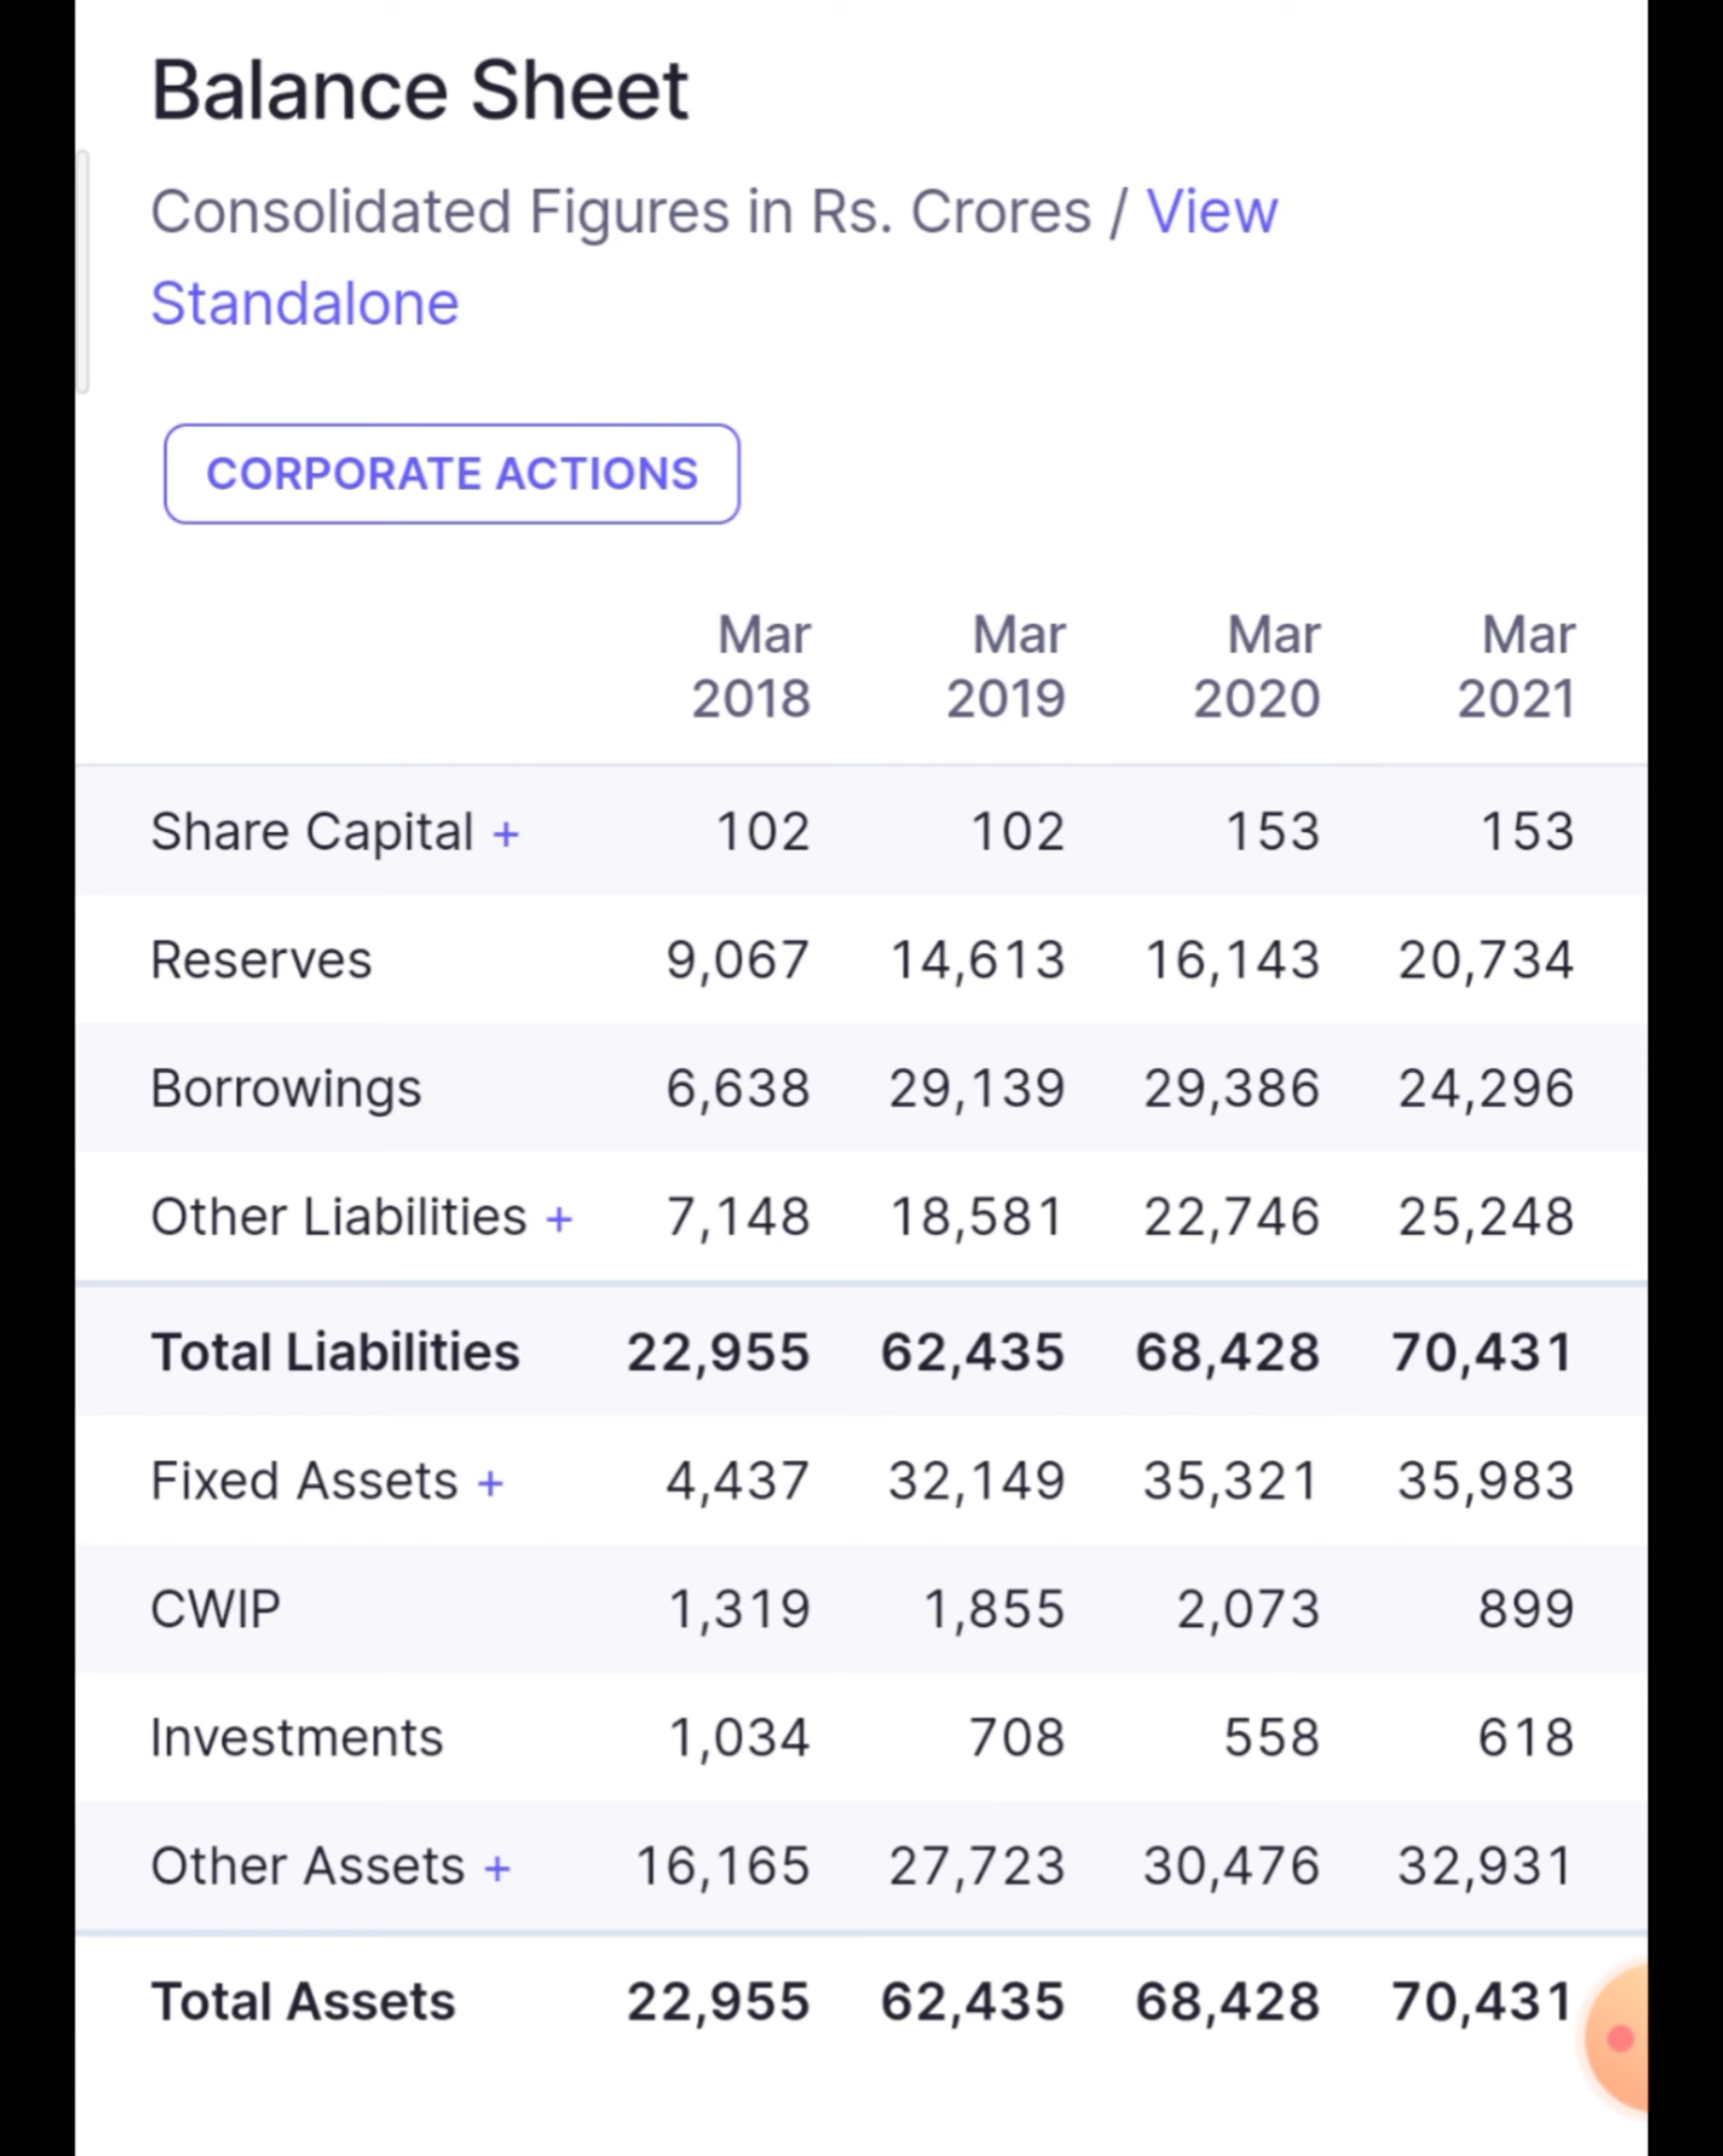 Balance Sheet
Consolidated Figures in Rs. Crores / View
Standalone
CORPORATE ACTIONS
Mar 2018 Mar 2019 Mar 2020 Mar 2021
Share Capital + 102 102 153 153
Reserves 9,067 14,613 16,143 20,734
Borrowings 6,638 29,139 29,386 24,296
Other Liabilities + 7,148 18,581 22,746 25,248
Total Liabilities 22,955 62,435 68,428 70,431
Fixed Assets + 4,437 32,149 35,321 35,983
CWIP 1,319 1,855 2,073 899
Investments 1,034 708 558 618
Other Assets + 16,165 27,723 30,476 32,931
Total Assets 22,955 62,435 68,428 70,431